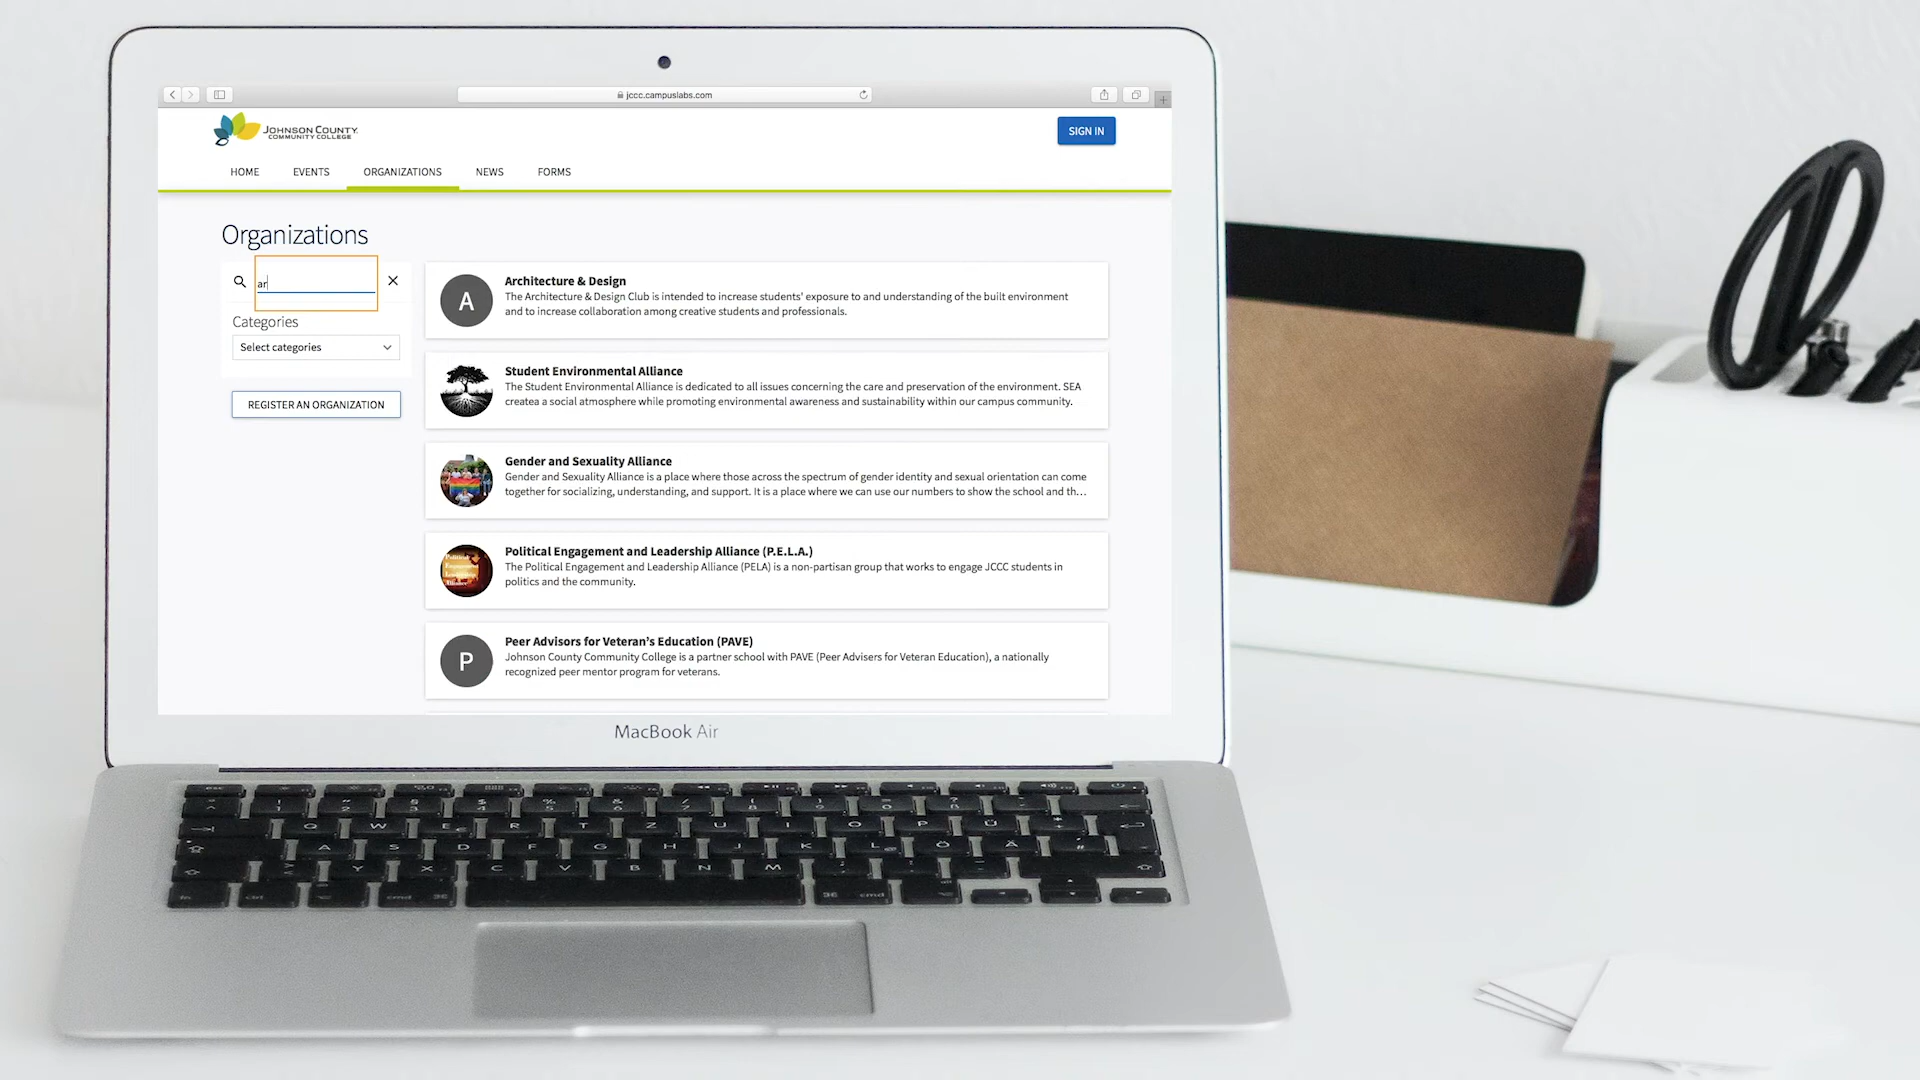 jccc.campuslabs.com
JOHNSON COUNTY
COMMUNITY COLLEGE
SIGN IN
HOME EVENTS ORGANIZATIONS NEWS FORMS
Organizations
ar
Categories
Select categories
REGISTER AN ORGANIZATION
A
Architecture & Design
The Architecture & Design Club is intended to increase students' exposure to and understanding of the built environment
and to increase collaboration among creative students and professionals.
Student Environmental Alliance
The Student Environmental Alliance is dedicated to all issues concerning the care and preservation of the environment. SEA
createa a social atmosphere while promoting environmental awareness and sustainability within our campus community.
Gender and Sexuality Alliance
Gender and Sexuality Alliance is a place where those across the spectrum of gender identity and sexual orientation can come
together for socializing, understanding, and support. It is a place where we can use our numbers to show the school and th...
Political
Engagement
Leadership
Alliance
Political Engagement and Leadership Alliance (P.E.L.A.)
The Political Engagement and Leadership Alliance (PELA) is a non-partisan group that works to engage JCCC students in
politics and the community.
P
Peer Advisors for Veteran's Education (PAVE)
Johnson County Community College is a partner school with PAVE (Peer Advisers for Veteran Education), a nationally
recognized peer mentor program for veterans.
MacBook Air
Q W E R T Z U I O P Ü
A S D F G H J K L Ö Ä
Y X C V B N M
fn ctrl cmd cmd